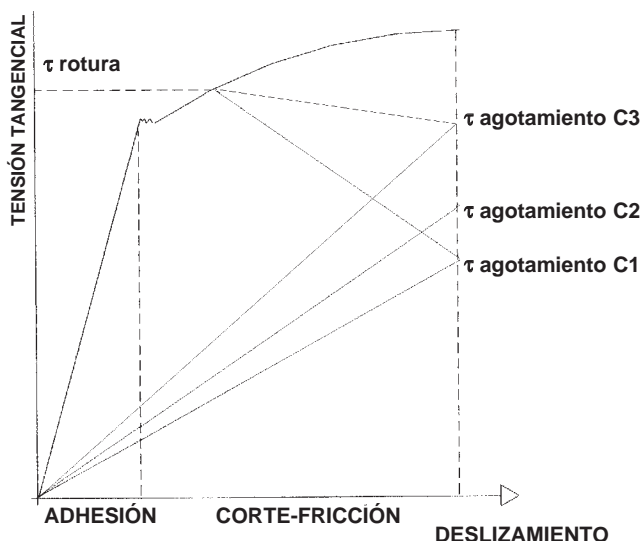 TENSIÓN TANGENCIAL
τ rotura
τ agotamiento C3
τ agotamiento C2
τ agotamiento C1
ADHESIÓN
CORTE-FRICCIÓN
DESLIZAMIENTO